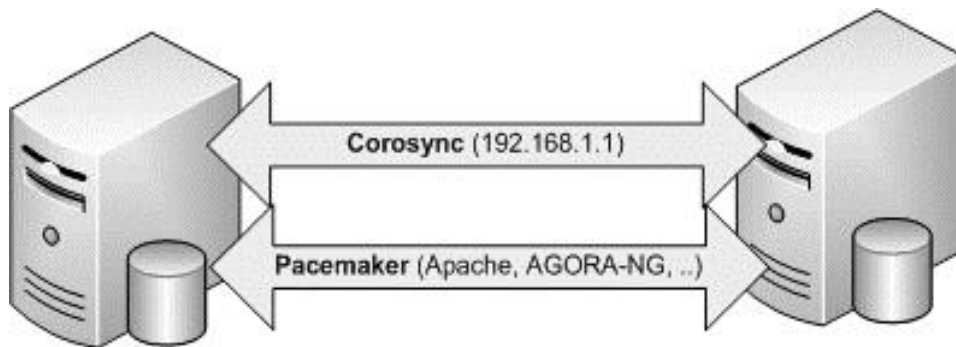 Corosync (192.168.1.1)
Pacemaker (Apache, AGORA-NG, ..)